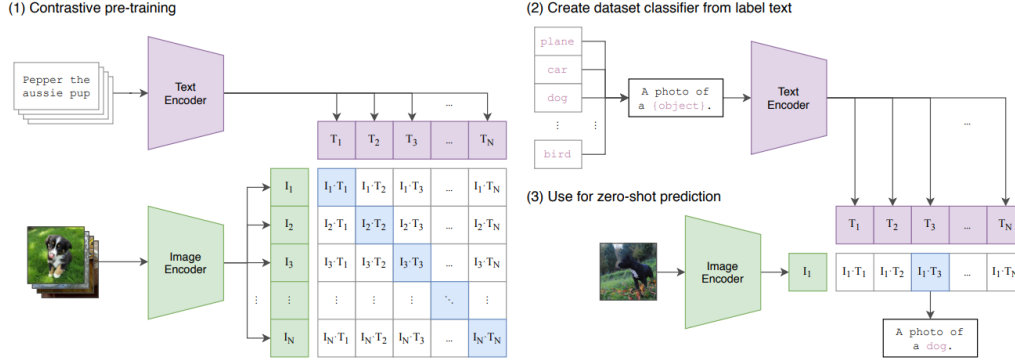 (1) Contrastive pre-training
Pepper the
aussie pup
Text
Encoder
...
T1 T2 T3 ... TN
I1 I1·T1 I1·T2 I1·T3 ... I1·TN
I2 I2·T1 I2·T2 I2·T3 ... I2·TN
Image
Encoder
I3 I3·T1 I3·T2 I3·T3 ... I3·TN
⋮ ⋮ ⋮ ⋮ ⋮ ⋱ ⋮
IN IN·T1 IN·T2 IN·T3 ... IN·TN
(2) Create dataset classifier from label text
plane
car
dog
⋮ ⋮
bird
A photo of
a {object}.
Text
Encoder
...
(3) Use for zero-shot prediction
T1 T2 T3 ... TN
Image
Encoder
I1 I1·T1 I1·T2 I1·T3 ... I1·TN
A photo of
a dog.